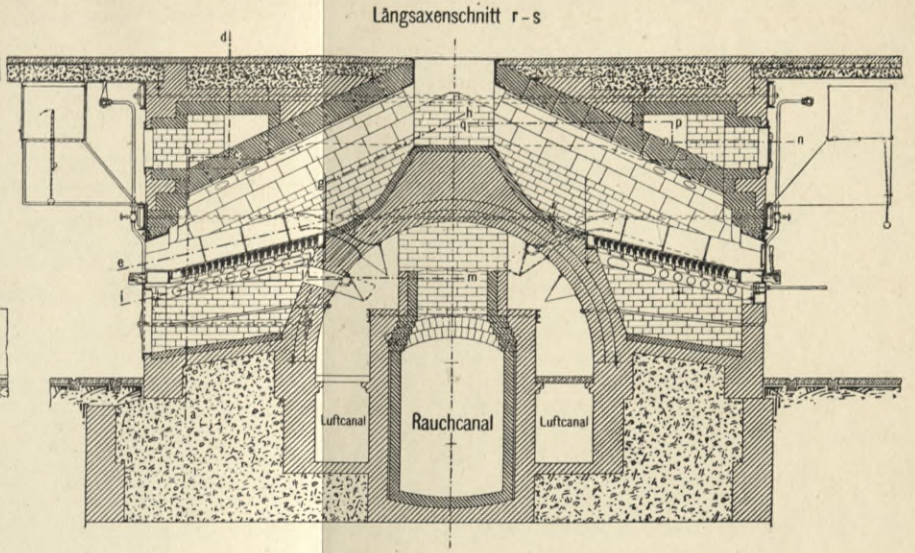 Längsaxenschnitt r-s
d
h
q
p
b
c
o
n
g
e
f
i
m
l
a
Luftcanal
Rauchcanal
Luftcanal